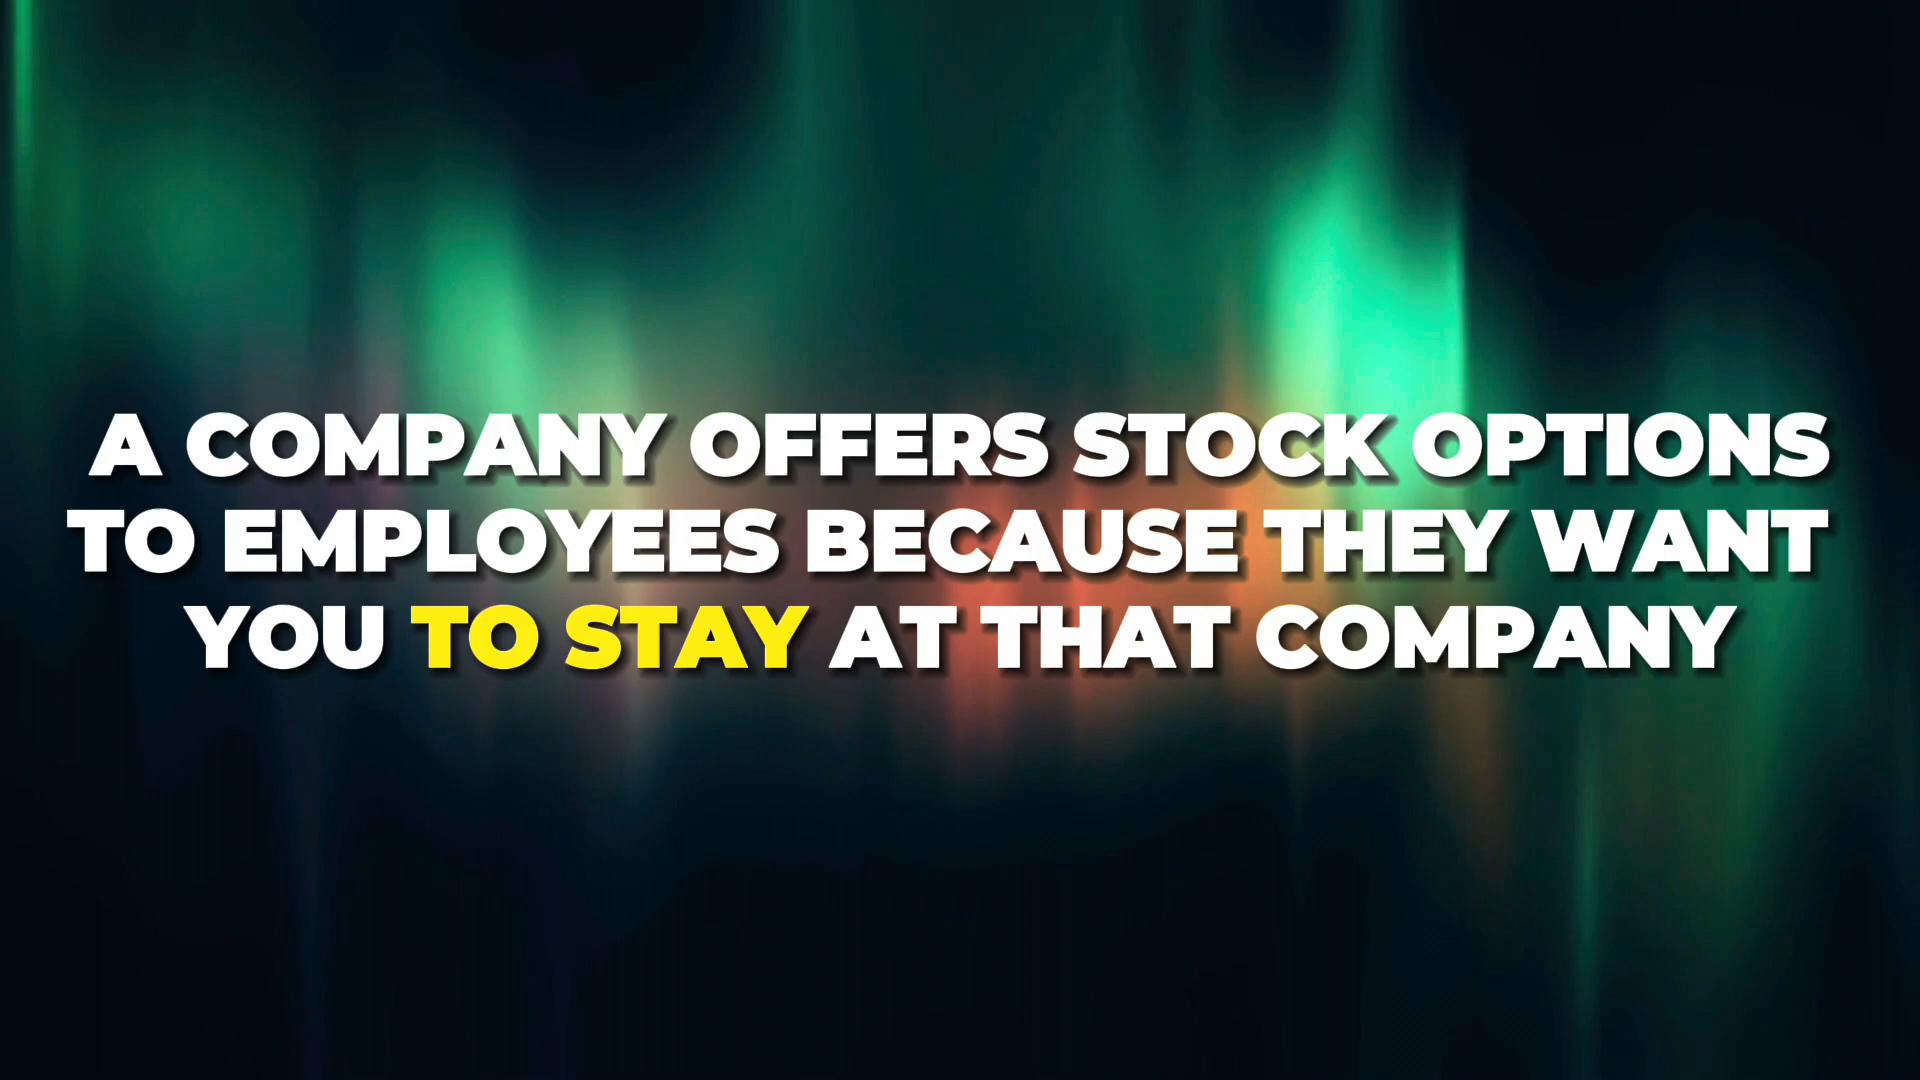 A COMPANY OFFERS STOCK OPTIONS
TO EMPLOYEES BECAUSE THEY WANT
YOU TO STAY AT THAT COMPANY